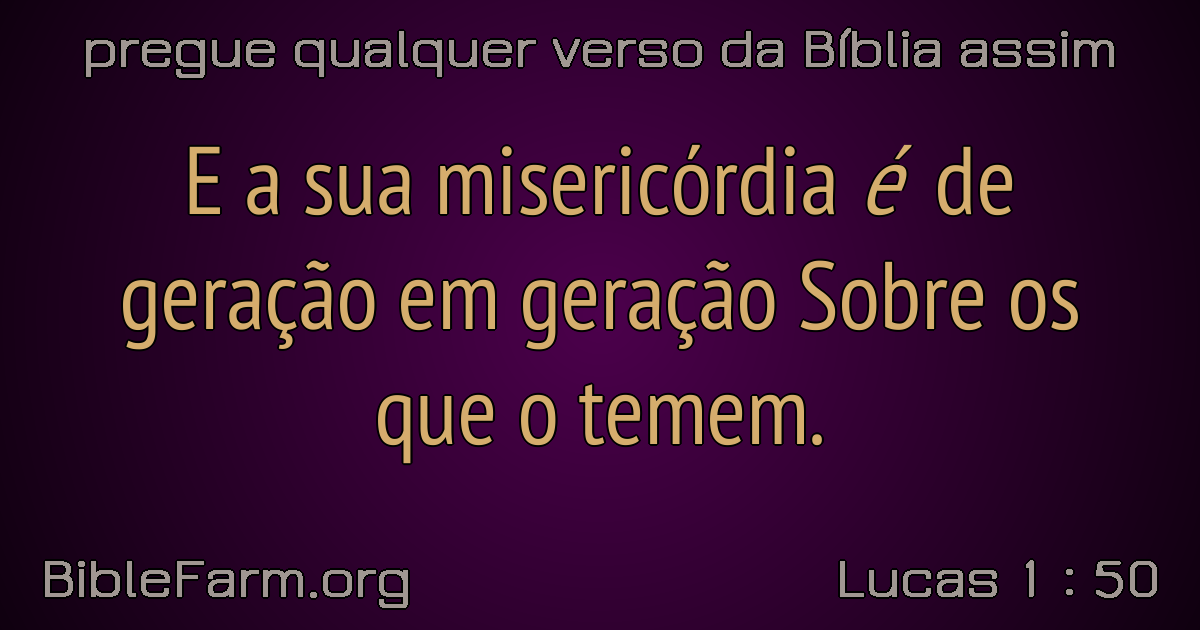 pregue qualquer verso da Bíblia assim
E a sua misericórdia é de
geração em geração Sobre os
que o temem.
BibleFarm.org
Lucas 1 : 50